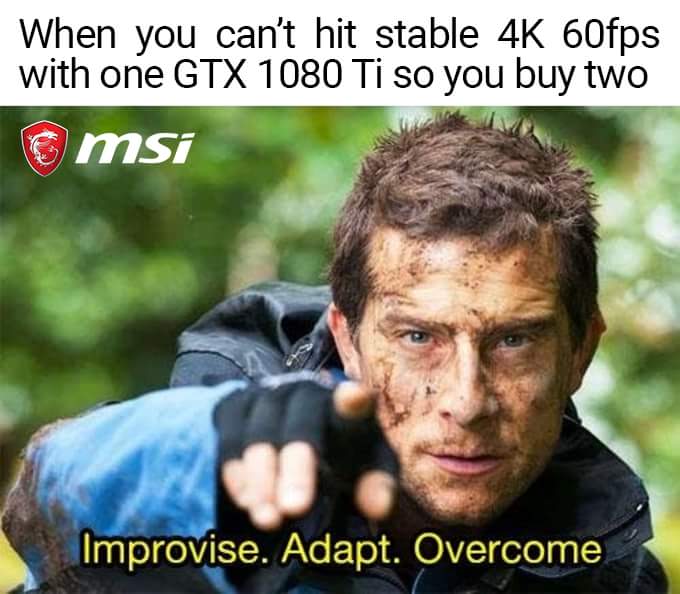 When you can't hit stable 4K 60fps
with one GTX 1080 Ti so you buy two
msi
Improvise. Adapt. Overcome